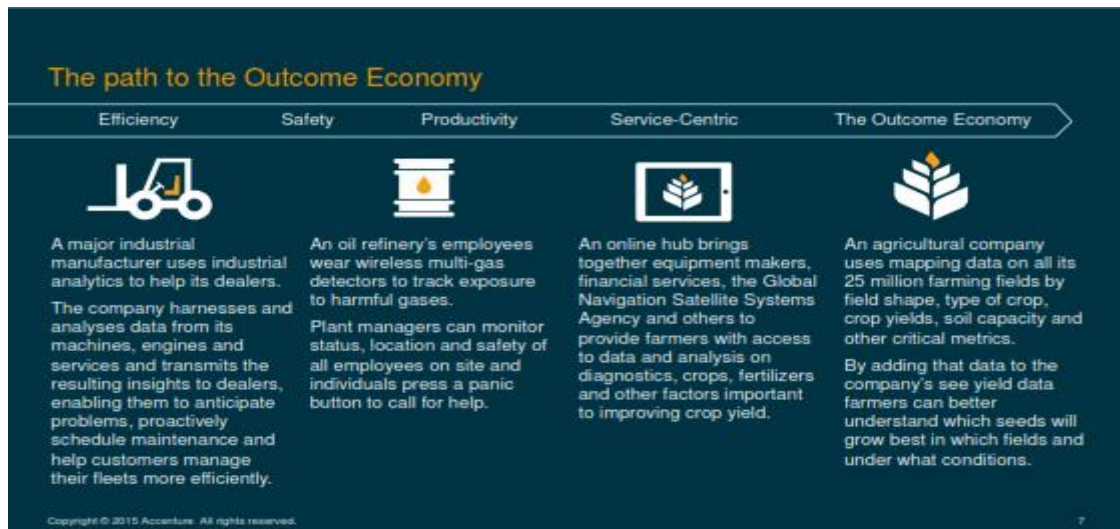 The path to the Outcome Economy
Efficiency Safety Productivity Service-Centric The Outcome Economy
A major industrial
manufacturer uses industrial
analytics to help its dealers.
The company harnesses and
analyses data from its
machines, engines and
services and transmits the
resulting insights to dealers,
enabling them to anticipate
problems, proactively
schedule maintenance and
help customers manage
their fleets more efficiently.
An oil refinery's employees
wear wireless multi-gas
detectors to track exposure
to harmful gases.
Plant managers can monitor
status, location and safety of
all employees on site and
individuals press a panic
button to call for help.
An online hub brings
together equipment makers,
financial services, the Global
Navigation Satellite Systems
Agency and others to
provide farmers with access
to data and analysis on
diagnostics, crops, fertilizers
and other factors important
to improving crop yield.
An agricultural company
uses mapping data on all its
25 million farming fields by
field shape, type of crop,
crop yields, soil capacity and
other critical metrics.
By adding that data to the
company's see yield data
farmers can better
understand which seeds will
grow best in which fields and
under what conditions.
Copyright © 2015 Accenture All rights reserved.
7